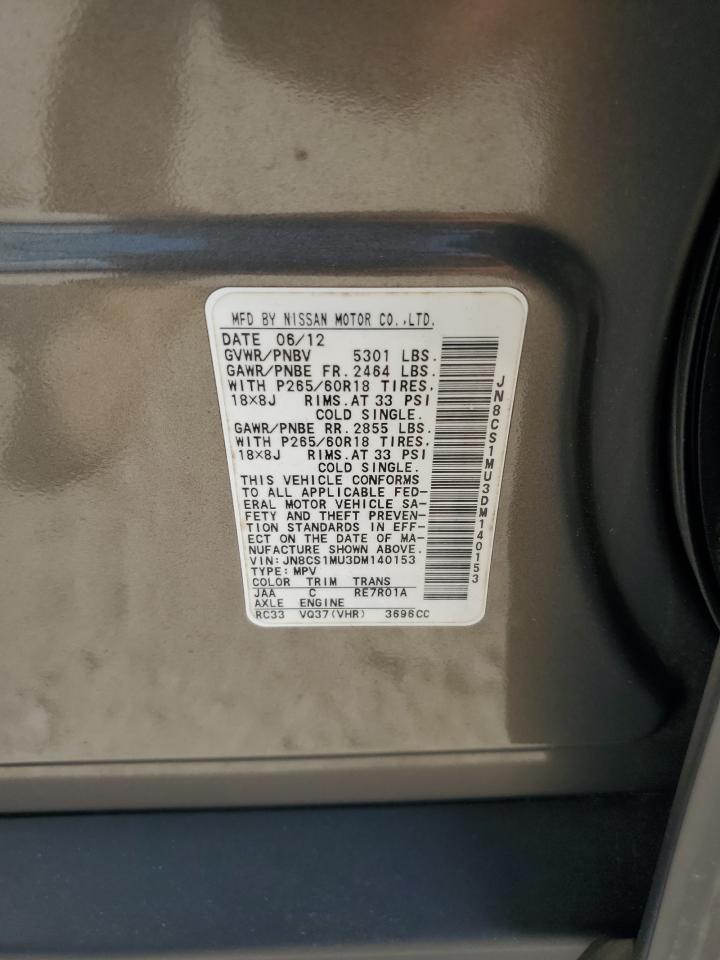 MFD BY NISSAN MOTOR CO.,LTD.
DATE 06/12
GVWR/PNBV 5301 LBS.
GAWR/PNBE FR. 2464 LBS.
WITH P265/60R18 TIRES,
18×8J RIMS.AT 33 PSI
COLD SINGLE.
GAWR/PNBE RR. 2855 LBS.
WITH P265/60R18 TIRES,
18×8J RIMS.AT 33 PSI
COLD SINGLE.
THIS VEHICLE CONFORMS
TO ALL APPLICABLE FED-
ERAL MOTOR VEHICLE SA-
FETY AND THEFT PREVEN-
TION STANDARDS IN EFF-
ECT ON THE DATE OF MA-
NUFACTURE SHOWN ABOVE.
VIN: JN8CS1MU3DM140153
TYPE: MPV
COLOR TRIM TRANS
JAA C RE7R01A
AXLE ENGINE
RC33 VQ37(VHR) 3696CC
JN8CS1MU3DM140153